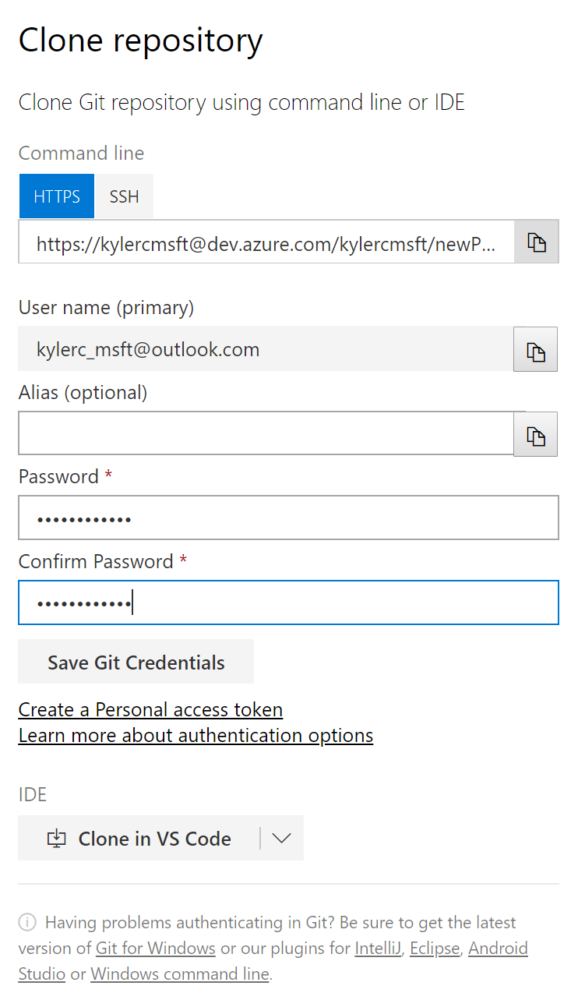 Clone repository
Clone Git repository using command line or IDE
Command line
HTTPS SSH
https://kylercmsft@dev.azure.com/kylercmsft/newP...
User name (primary)
kylerc_msft@outlook.com
Alias (optional)
Password *
••••••••••••
Confirm Password *
••••••••••••
Save Git Credentials
Create a Personal access token
Learn more about authentication options
IDE
Clone in VS Code
Having problems authenticating in Git? Be sure to get the latest
version of Git for Windows or our plugins for IntelliJ, Eclipse, Android
Studio or Windows command line.